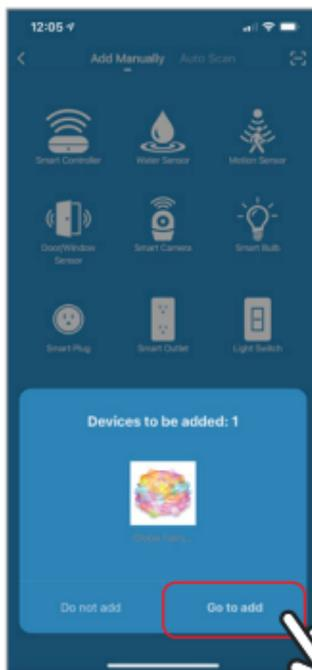 12:05
Add Manually Auto Scan
Smart Controller Water Sensor Motion Sensor
Door/Window Sensor
Smart Camera Smart Bulb
Smart Plug Smart Outlet Light Switch
Devices to be added: 1
Do not add Go to add